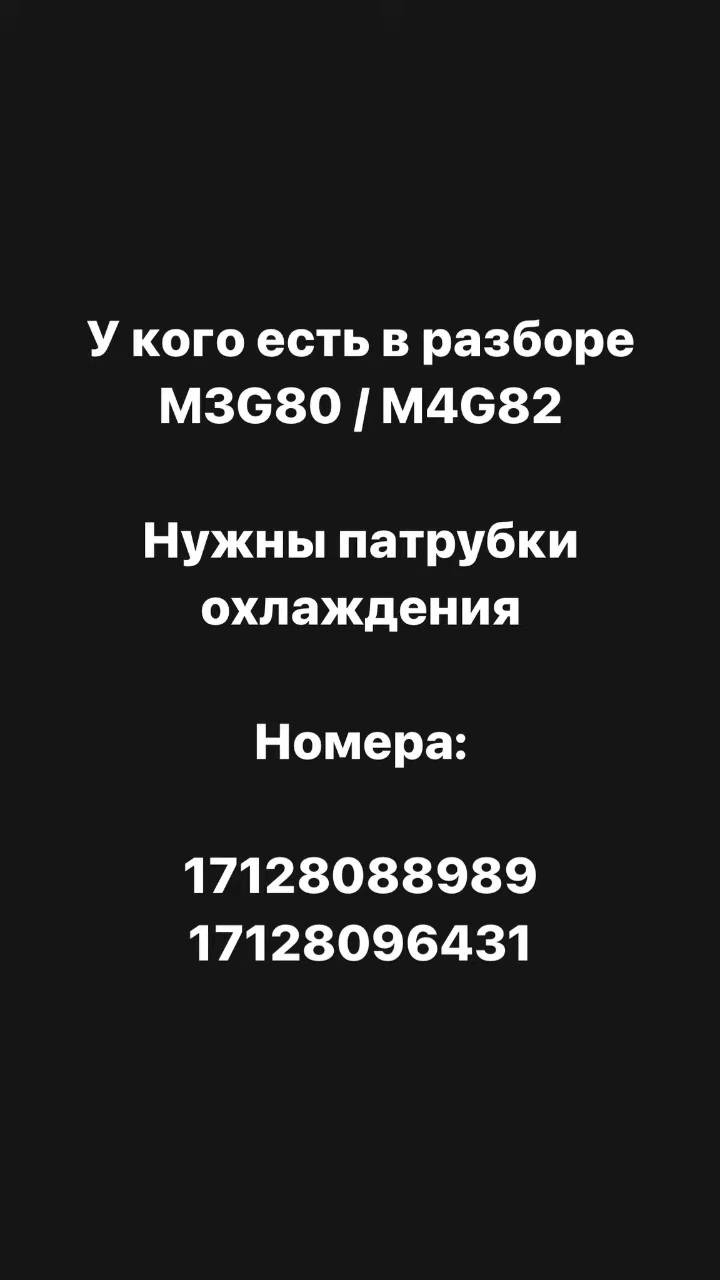 У кого есть в разборе
M3G80 / M4G82
Нужны патрубки
охлаждения
Номера:
17128088989
17128096431